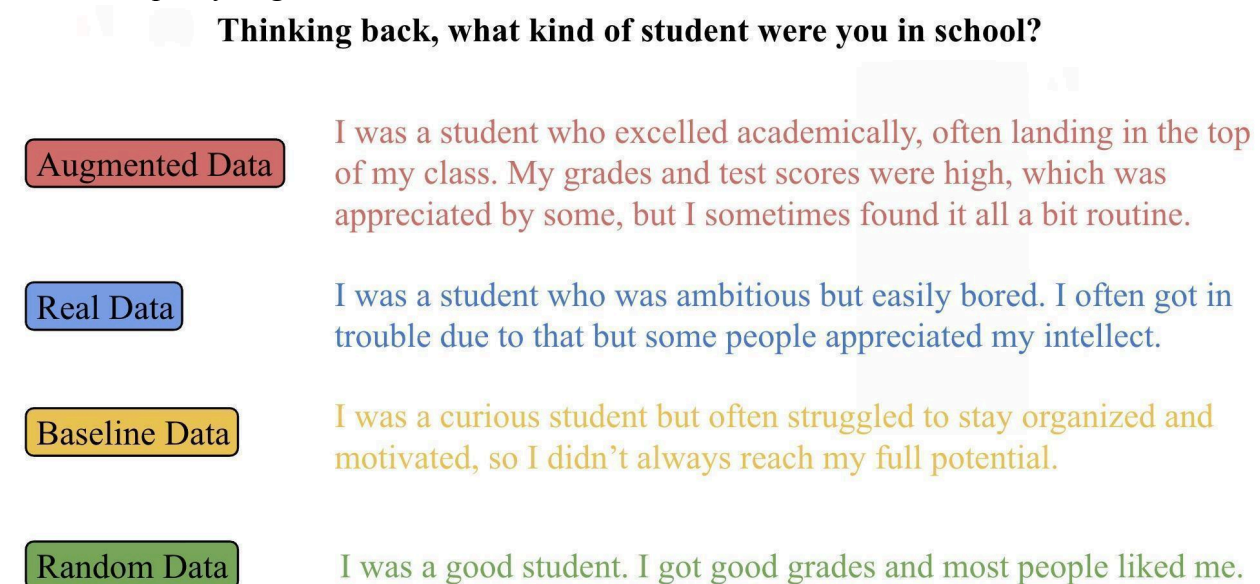 Thinking back, what kind of student were you in school?
Augmented Data
I was a student who excelled academically, often landing in the top
of my class. My grades and test scores were high, which was
appreciated by some, but I sometimes found it all a bit routine.
Real Data
I was a student who was ambitious but easily bored. I often got in
trouble due to that but some people appreciated my intellect.
Baseline Data
I was a curious student but often struggled to stay organized and
motivated, so I didn’t always reach my full potential.
Random Data
I was a good student. I got good grades and most people liked me.